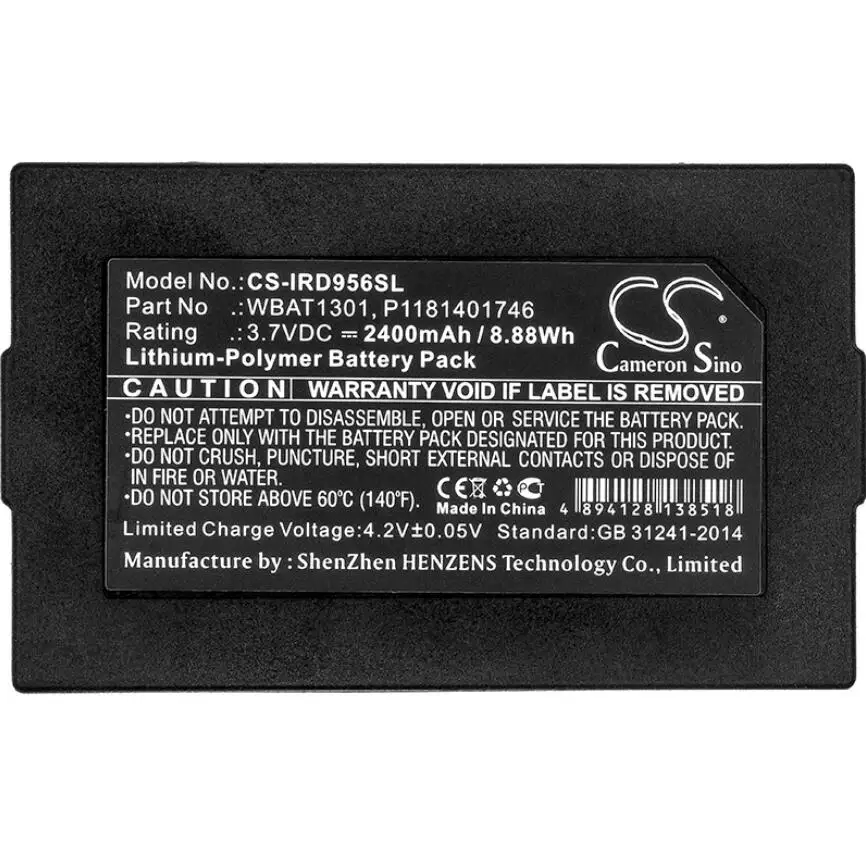 Model No.:CS-IRD956SL
Part No .:WBAT1301, P1181401746
Rating .:3.7VDC ⎓ 2400mAh / 8.88Wh
Lithium-Polymer Battery Pack
CS ®
Cameron Sino
CAUTION WARRANTY VOID IF LABEL IS REMOVED
•DO NOT ATTEMPT TO DISASSEMBLE, OPEN OR SERVICE THE BATTERY PACK.
•REPLACE ONLY WITH THE BATTERY PACK DESIGNATED FOR THIS PRODUCT.
•DO NOT CRUSH, PUNCTURE, SHORT EXTERNAL CONTACTS OR DISPOSE OF
IN FIRE OR WATER.
•DO NOT STORE ABOVE 60°C (140°F).
CE PCT
Made In China
4 894128 138518
Limited Charge Voltage:4.2V±0.05V Standard:GB 31241-2014
Manufacture by : ShenZhen HENZENS Technology Co., Limited